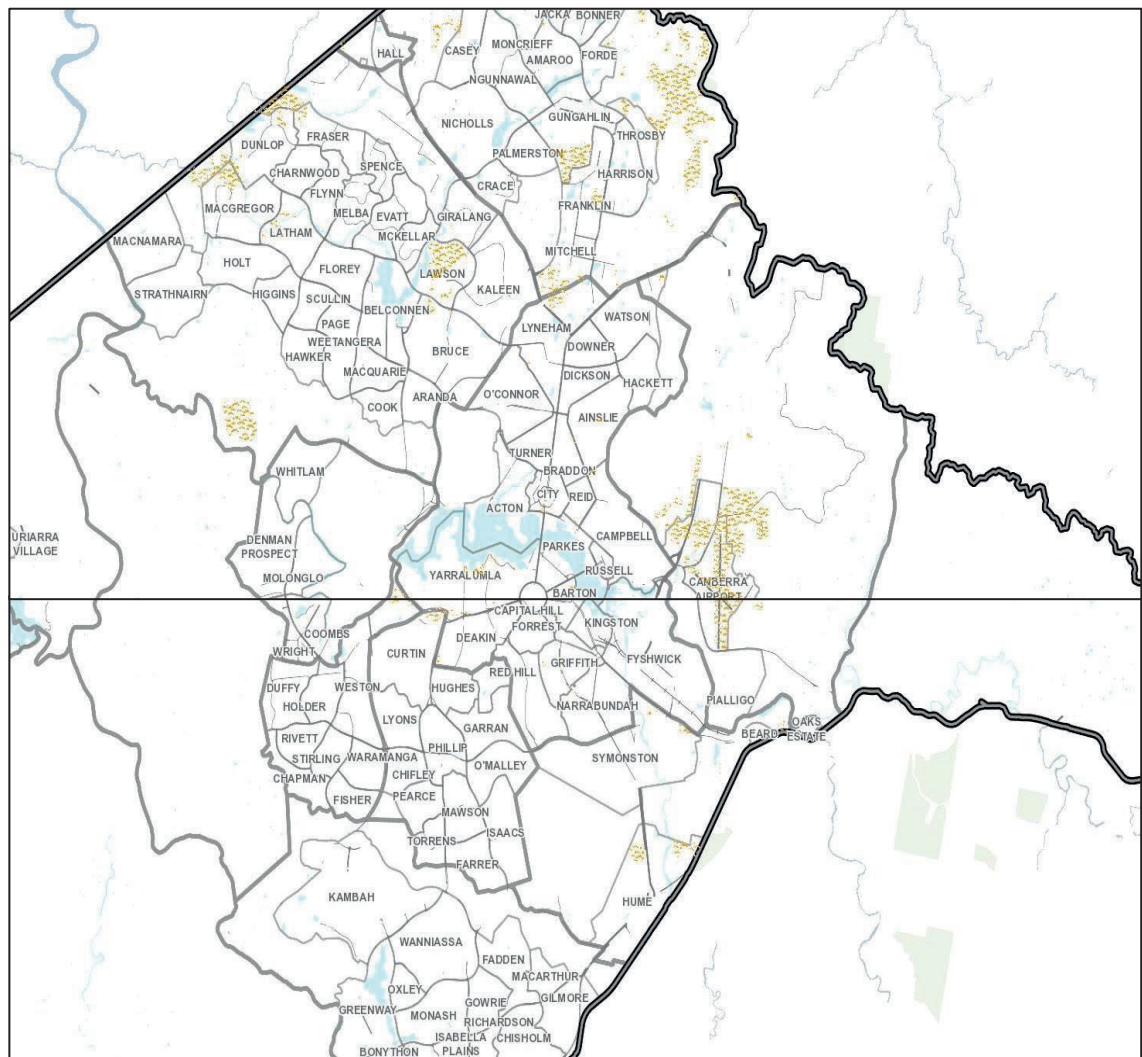 JACKA BONNER
HALL
CASEY
MONCRIEFF
AMAROO
FORDE
NGUNNAWAL
NICHOLLS
GUNGAHLIN
THROSBY
DUNLOP
FRASER
SPENCE
CHARNWOOD
PALMERSTON
HARRISON
CRACE
FLYNN
MACGREGOR
MELBA
EVATT
GIRALANG
FRANKLIN
LATHAM
MCKELLAR
MACNAMARA
MITCHELL
HOLT
FLOREY
LAWSON
KALEEN
STRATHNAIRN
HIGGINS
SCULLIN
BELCONNEN
PAGE
WEETANGERA
HAWKER
LYNEHAM
WATSON
DOWNER
BRUCE
MACQUARIE
DICKSON
HACKETT
COOK
ARANDA
O'CONNOR
AINSLIE
TURNER
WHITLAM
BRADDON
CITY
REID
ACTON
URIARRA
VILLAGE
DENMAN
PROSPECT
CAMPBELL
PARKES
MOLONGLO
YARRALUMLA
RUSSELL
CANBERRA
AIRPORT
BARTON
CAPITAL HILL
COOMBS
DEAKIN
FORREST
KINGSTON
WRIGHT
CURTIN
GRIFFITH
FYSHWICK
RED HILL
DUFFY
WESTON
HUGHES
HOLDER
NARRABUNDAH
PIALLIGO
LYONS
GARRAN
OAKS
ESTATE
BEARD
RIVETT
PHILLIP
STIRLING
WARAMANGA
O'MALLEY
SYMONSTON
CHAPMAN
CHIFLEY
FISHER
PEARCE
MAWSON
TORRENS
ISAACS
FARRER
KAMBAH
HUME
WANNIASSA
FADDEN
MACARTHUR
OXLEY
GILMORE
GREENWAY
GOWRIE
MONASH
RICHARDSON
ISABELLA
PLAINS
CHISHOLM
BONYTHON